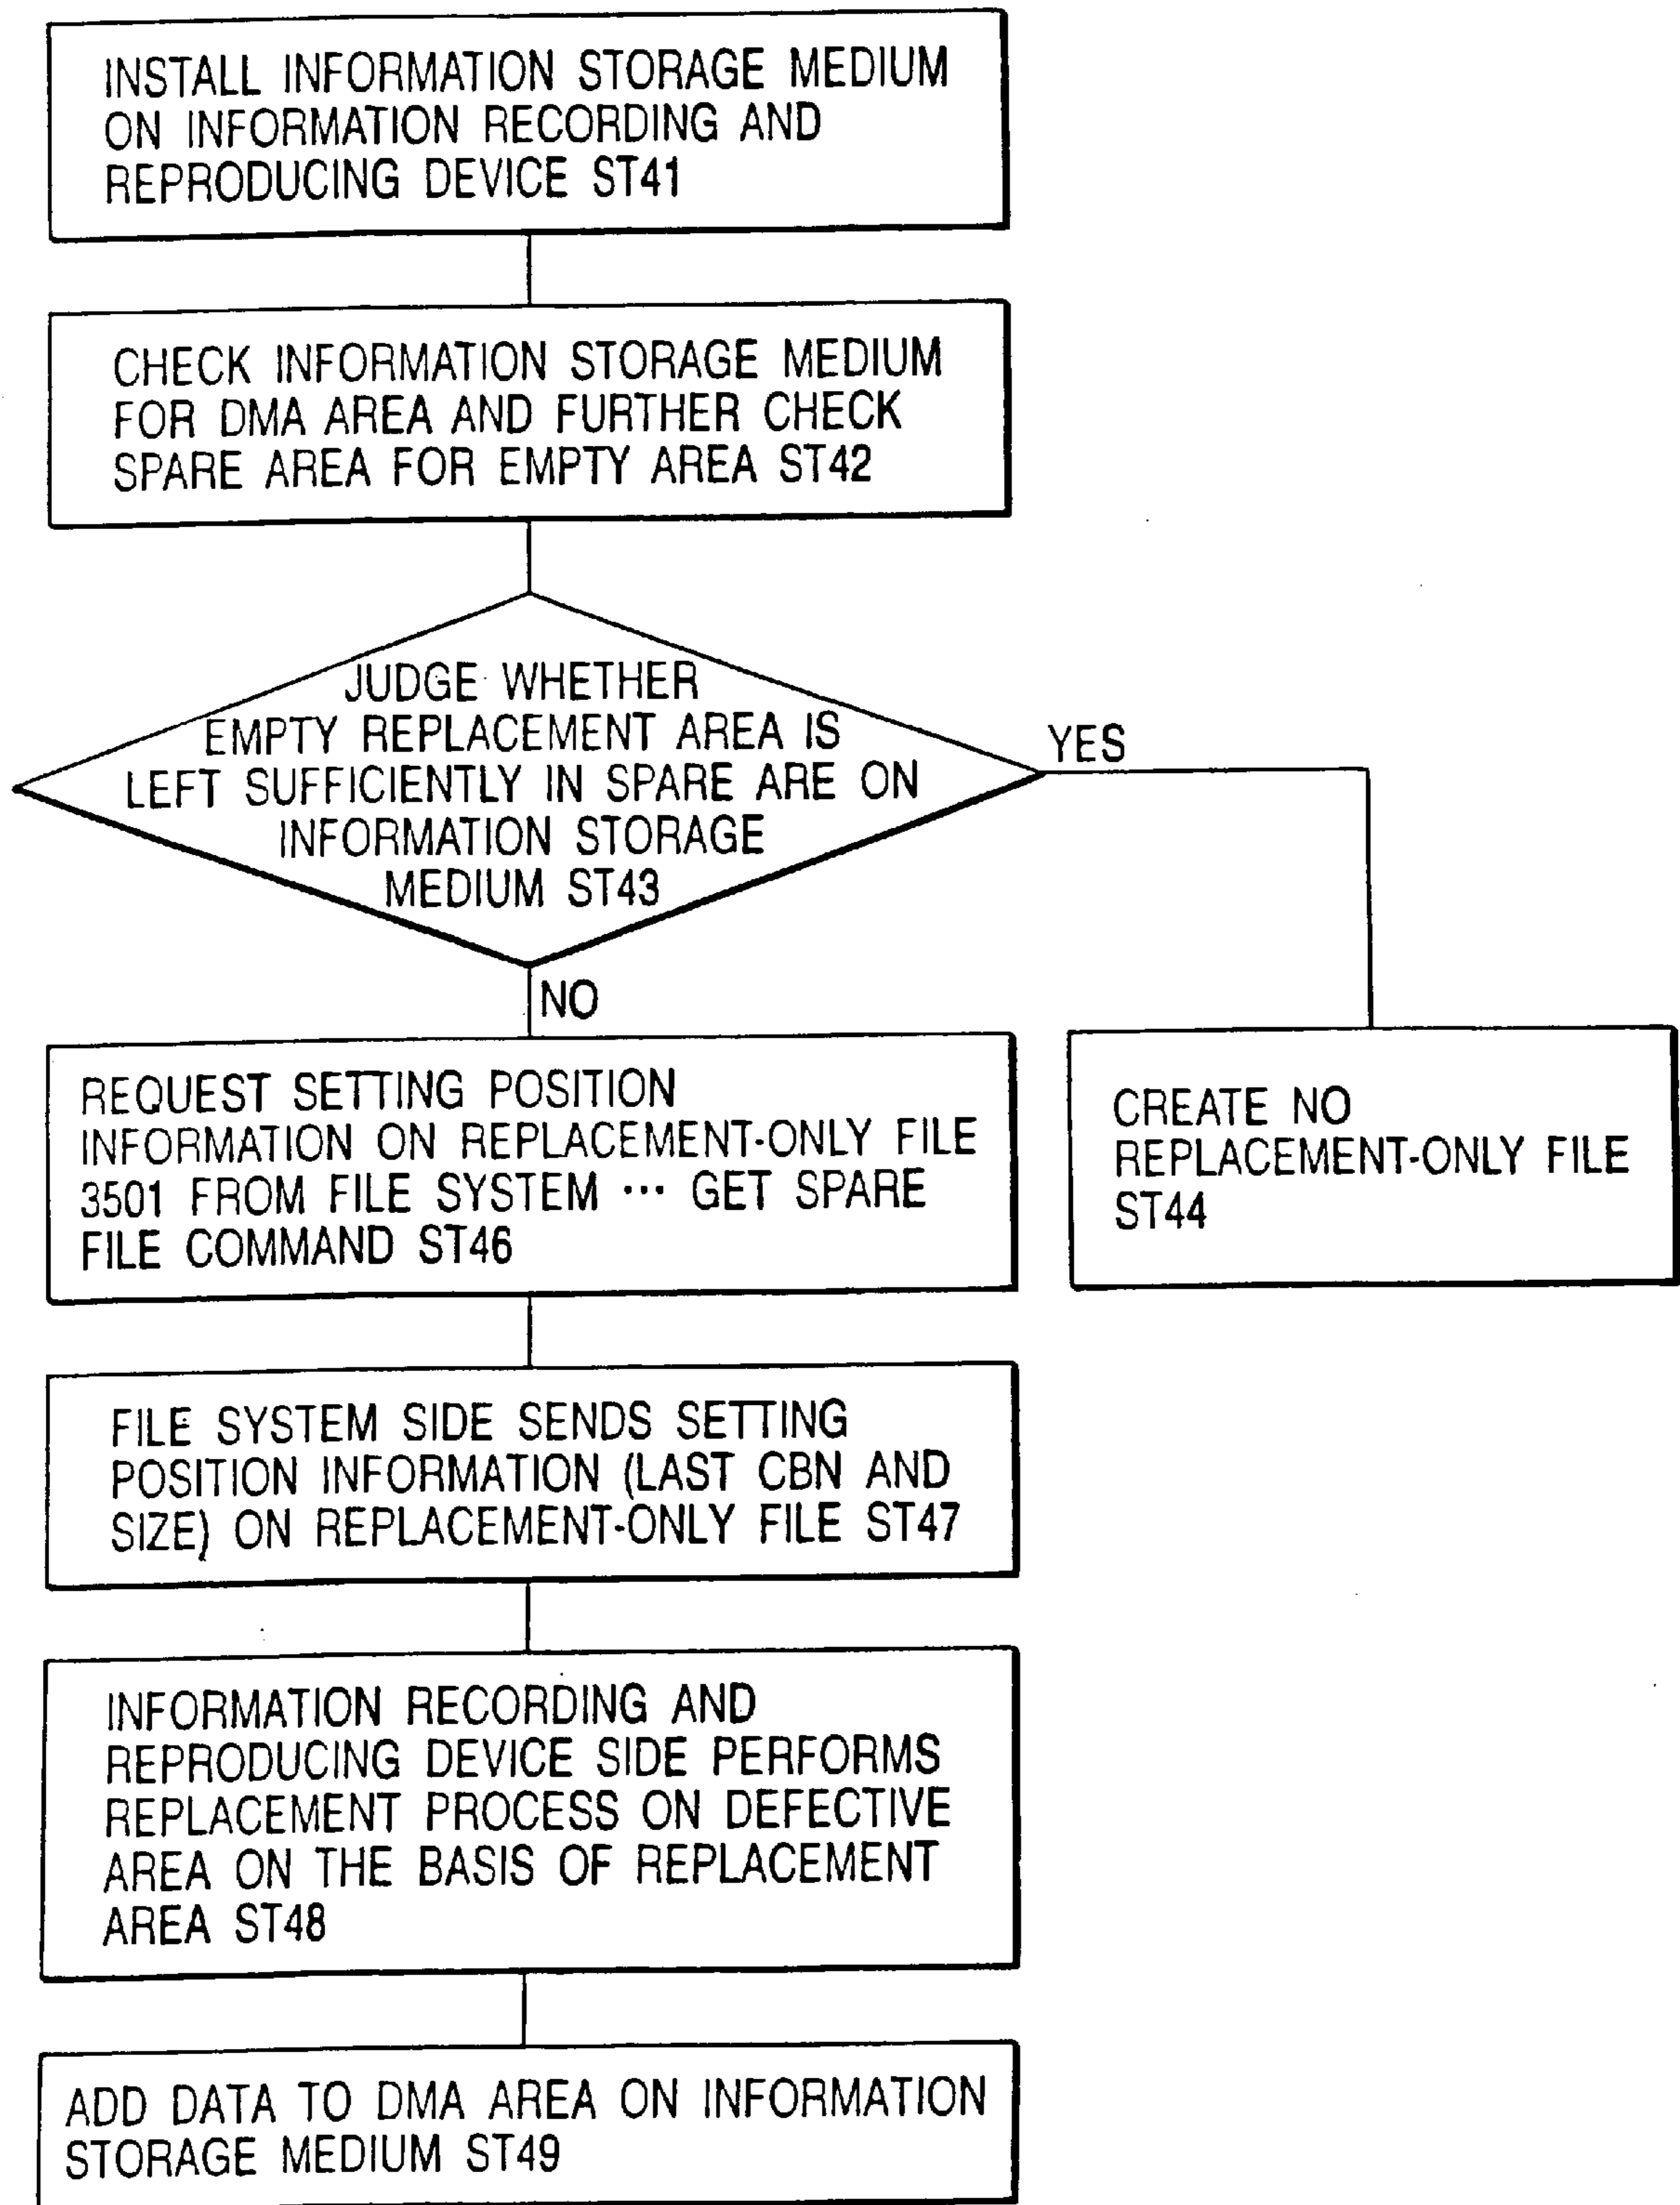 INSTALL INFORMATION STORAGE MEDIUM
ON INFORMATION RECORDING AND
REPRODUCING DEVICE ST41
CHECK INFORMATION STORAGE MEDIUM
FOR DMA AREA AND FURTHER CHECK
SPARE AREA FOR EMPTY AREA ST42
JUDGE WHETHER
EMPTY REPLACEMENT AREA IS
LEFT SUFFICIENTLY IN SPARE ARE ON
INFORMATION STORAGE
MEDIUM ST43
YES
NO
REQUEST SETTING POSITION
INFORMATION ON REPLACEMENT-ONLY FILE
3501 FROM FILE SYSTEM ··· GET SPARE
FILE COMMAND ST46
CREATE NO
REPLACEMENT-ONLY FILE
ST44
FILE SYSTEM SIDE SENDS SETTING
POSITION INFORMATION (LAST CBN AND
SIZE) ON REPLACEMENT-ONLY FILE ST47
INFORMATION RECORDING AND
REPRODUCING DEVICE SIDE PERFORMS
REPLACEMENT PROCESS ON DEFECTIVE
AREA ON THE BASIS OF REPLACEMENT
AREA ST48
ADD DATA TO DMA AREA ON INFORMATION
STORAGE MEDIUM ST49